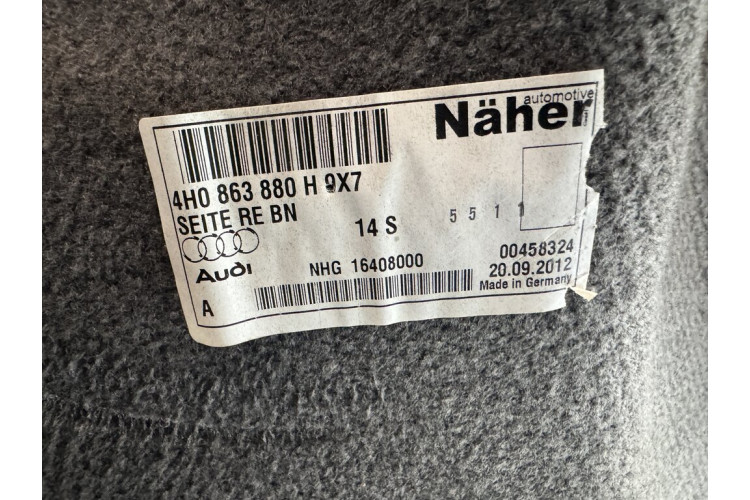 automotive
Näher
4H0 863 880 H 9X7
SEITE RE BN
14 S
5 5 1 1
Audi
NHG 16408000
00458324
20.09.2012
Made in Germany
A